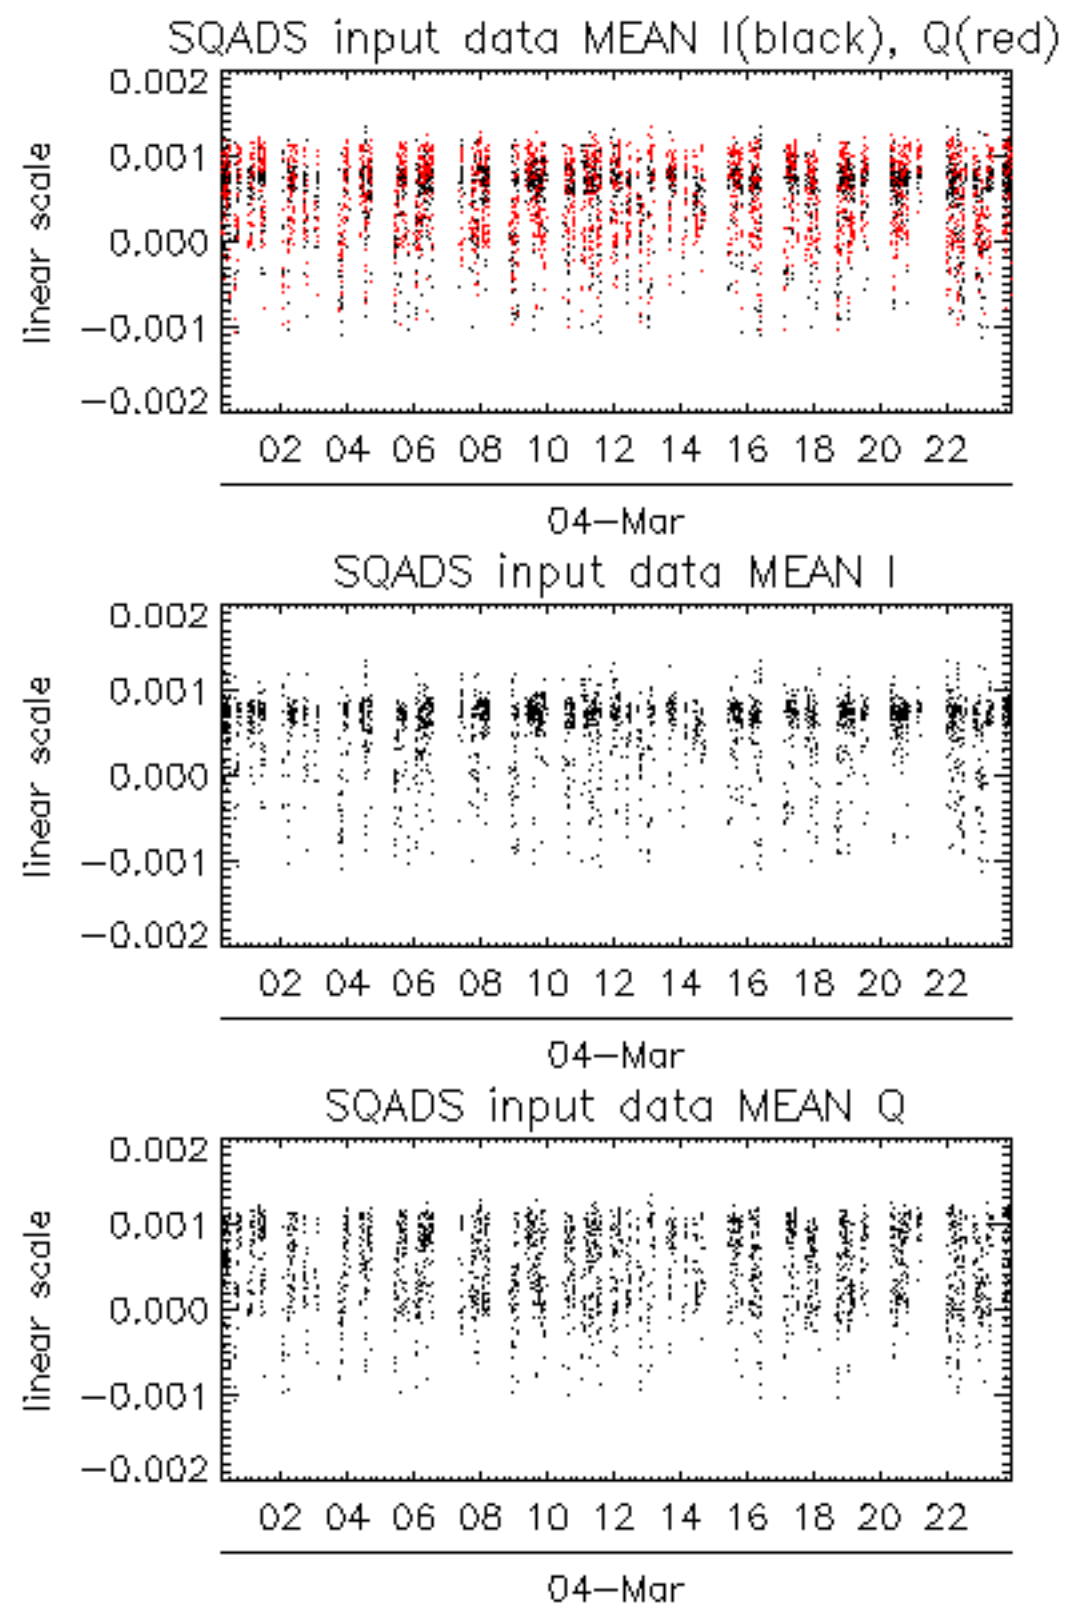 SQADS input data MEAN I(black), Q(red)
0.002
0.001
0.000
−0.001
−0.002
linear scale
02 04 06 08 10 12 14 16 18 20 22
04−Mar
SQADS input data MEAN I
0.002
0.001
0.000
−0.001
−0.002
linear scale
02 04 06 08 10 12 14 16 18 20 22
04−Mar
SQADS input data MEAN Q
0.002
0.001
0.000
−0.001
−0.002
linear scale
02 04 06 08 10 12 14 16 18 20 22
04−Mar